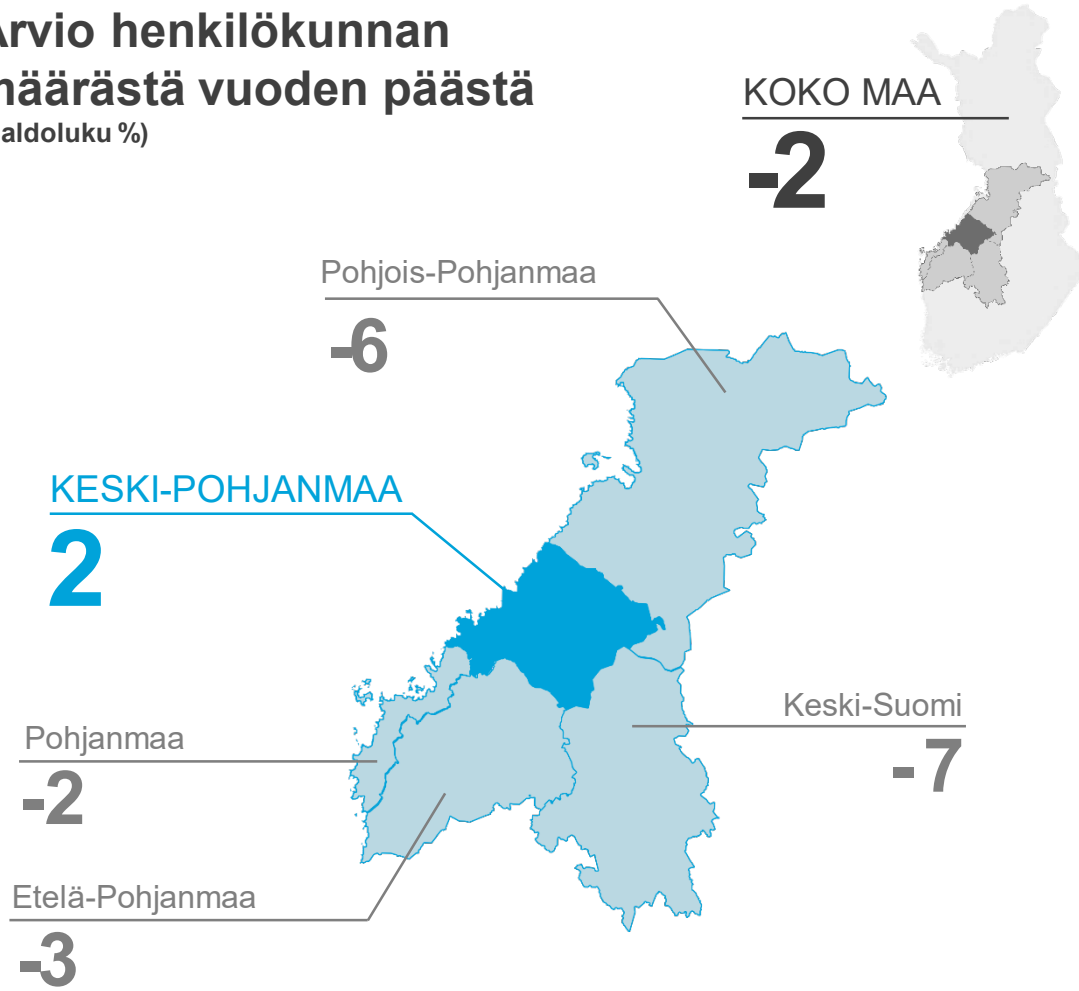 Arvio henkilökunnan
määrästä vuoden päästä
aldoluku %)
KOKO MAA
-2
Pohjois-Pohjanmaa
-6
KESKI-POHJANMAA
2
Keski-Suomi
-7
Pohjanmaa
-2
Etelä-Pohjanmaa
-3